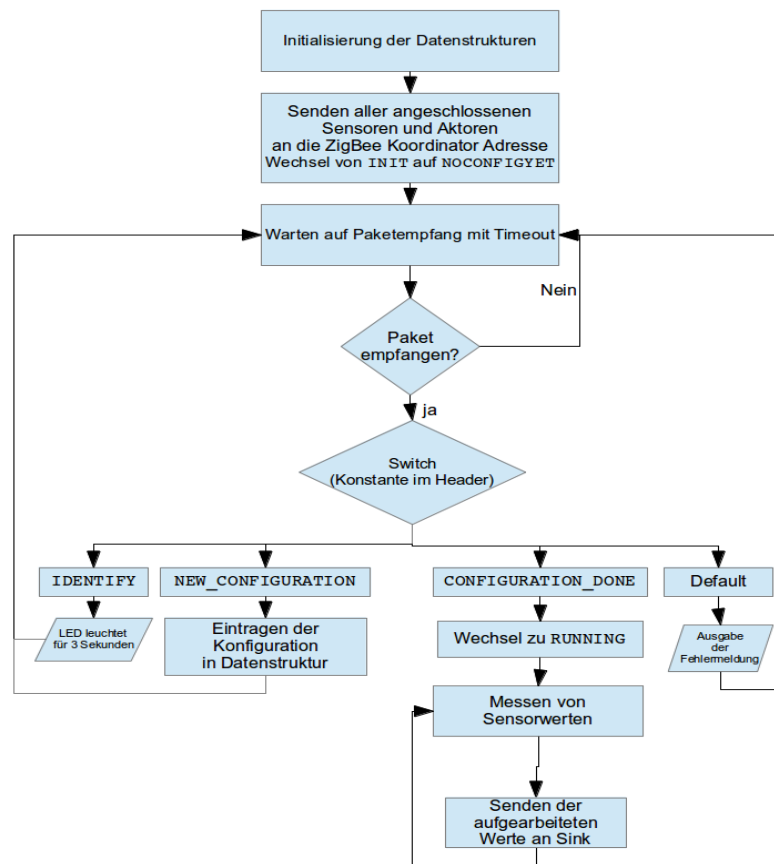 Initialisierung der Datenstrukturen
Senden aller angeschlossenen
Sensoren und Aktoren
an die ZigBee Koordinator Adresse
Wechsel von INIT auf NOCONFIGYET
Warten auf Paketempfang mit Timeout
Nein
Paket
empfangen?
ja
Switch
(Konstante im Header)
IDENTIFY
NEW_CONFIGURATION
CONFIGURATION_DONE
Default
LED leuchtet
für 3 Sekunden
Eintragen der
Konfiguration
in Datenstruktur
Wechsel zu RUNNING
Ausgabe
der
Fehlermeldung
Messen von
Sensorwerten
Senden der
aufgearbeiteten
Werte an Sink